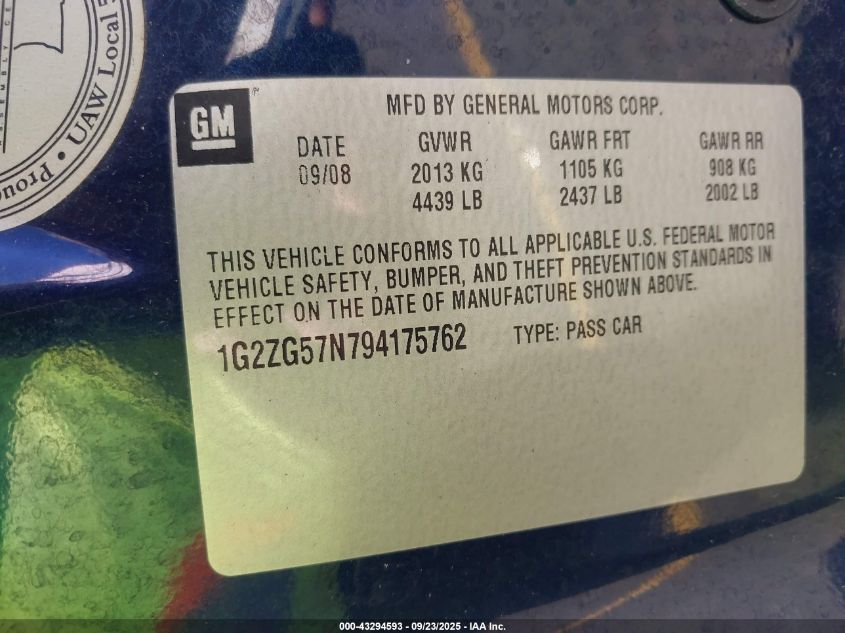 ASSEMBLY CE
Proud • UAW Local
GM
MFD BY GENERAL MOTORS CORP.
DATE GVWR GAWR FRT GAWR RR
09/08 2013 KG 1105 KG 908 KG
4439 LB 2437 LB 2002 LB
THIS VEHICLE CONFORMS TO ALL APPLICABLE U.S. FEDERAL MOTOR
VEHICLE SAFETY, BUMPER, AND THEFT PREVENTION STANDARDS IN
EFFECT ON THE DATE OF MANUFACTURE SHOWN ABOVE.
1G2ZG57N794175762 TYPE: PASS CAR
000-43294593 - 09/23/2025 - IAA Inc.